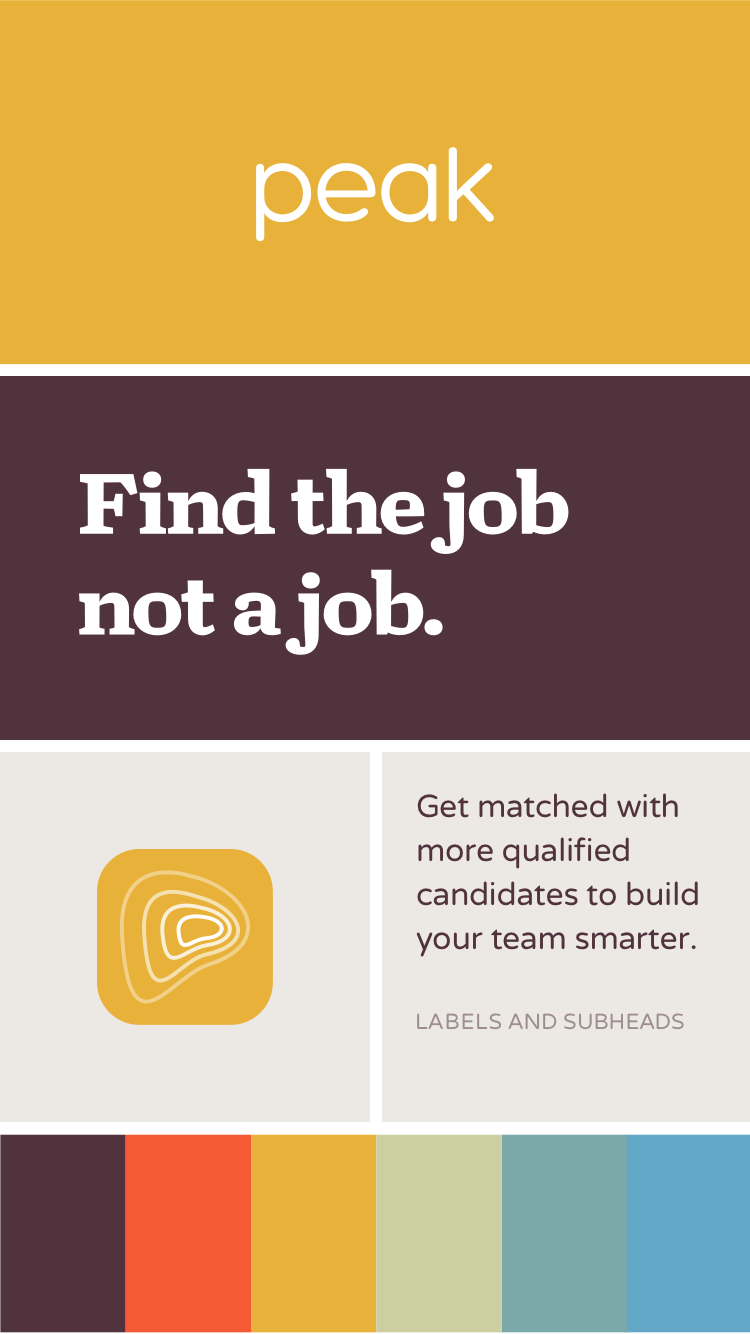 peak
Find the job
not a job.
Get matched with
more qualified
candidates to build
your team smarter.
LABELS AND SUBHEADS